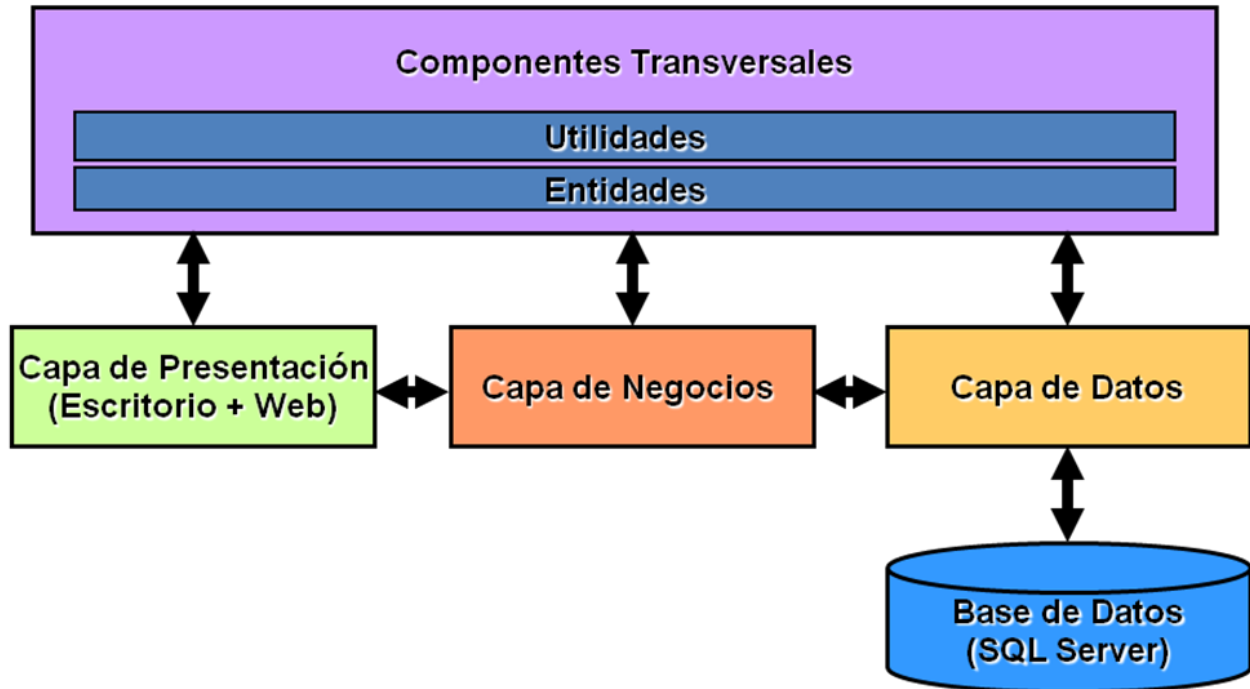 Componentes Transversales
Utilidades
Entidades
Capa de Presentación
(Escritorio + Web)
Capa de Negocios
Capa de Datos
Base de Datos
(SQL Server)